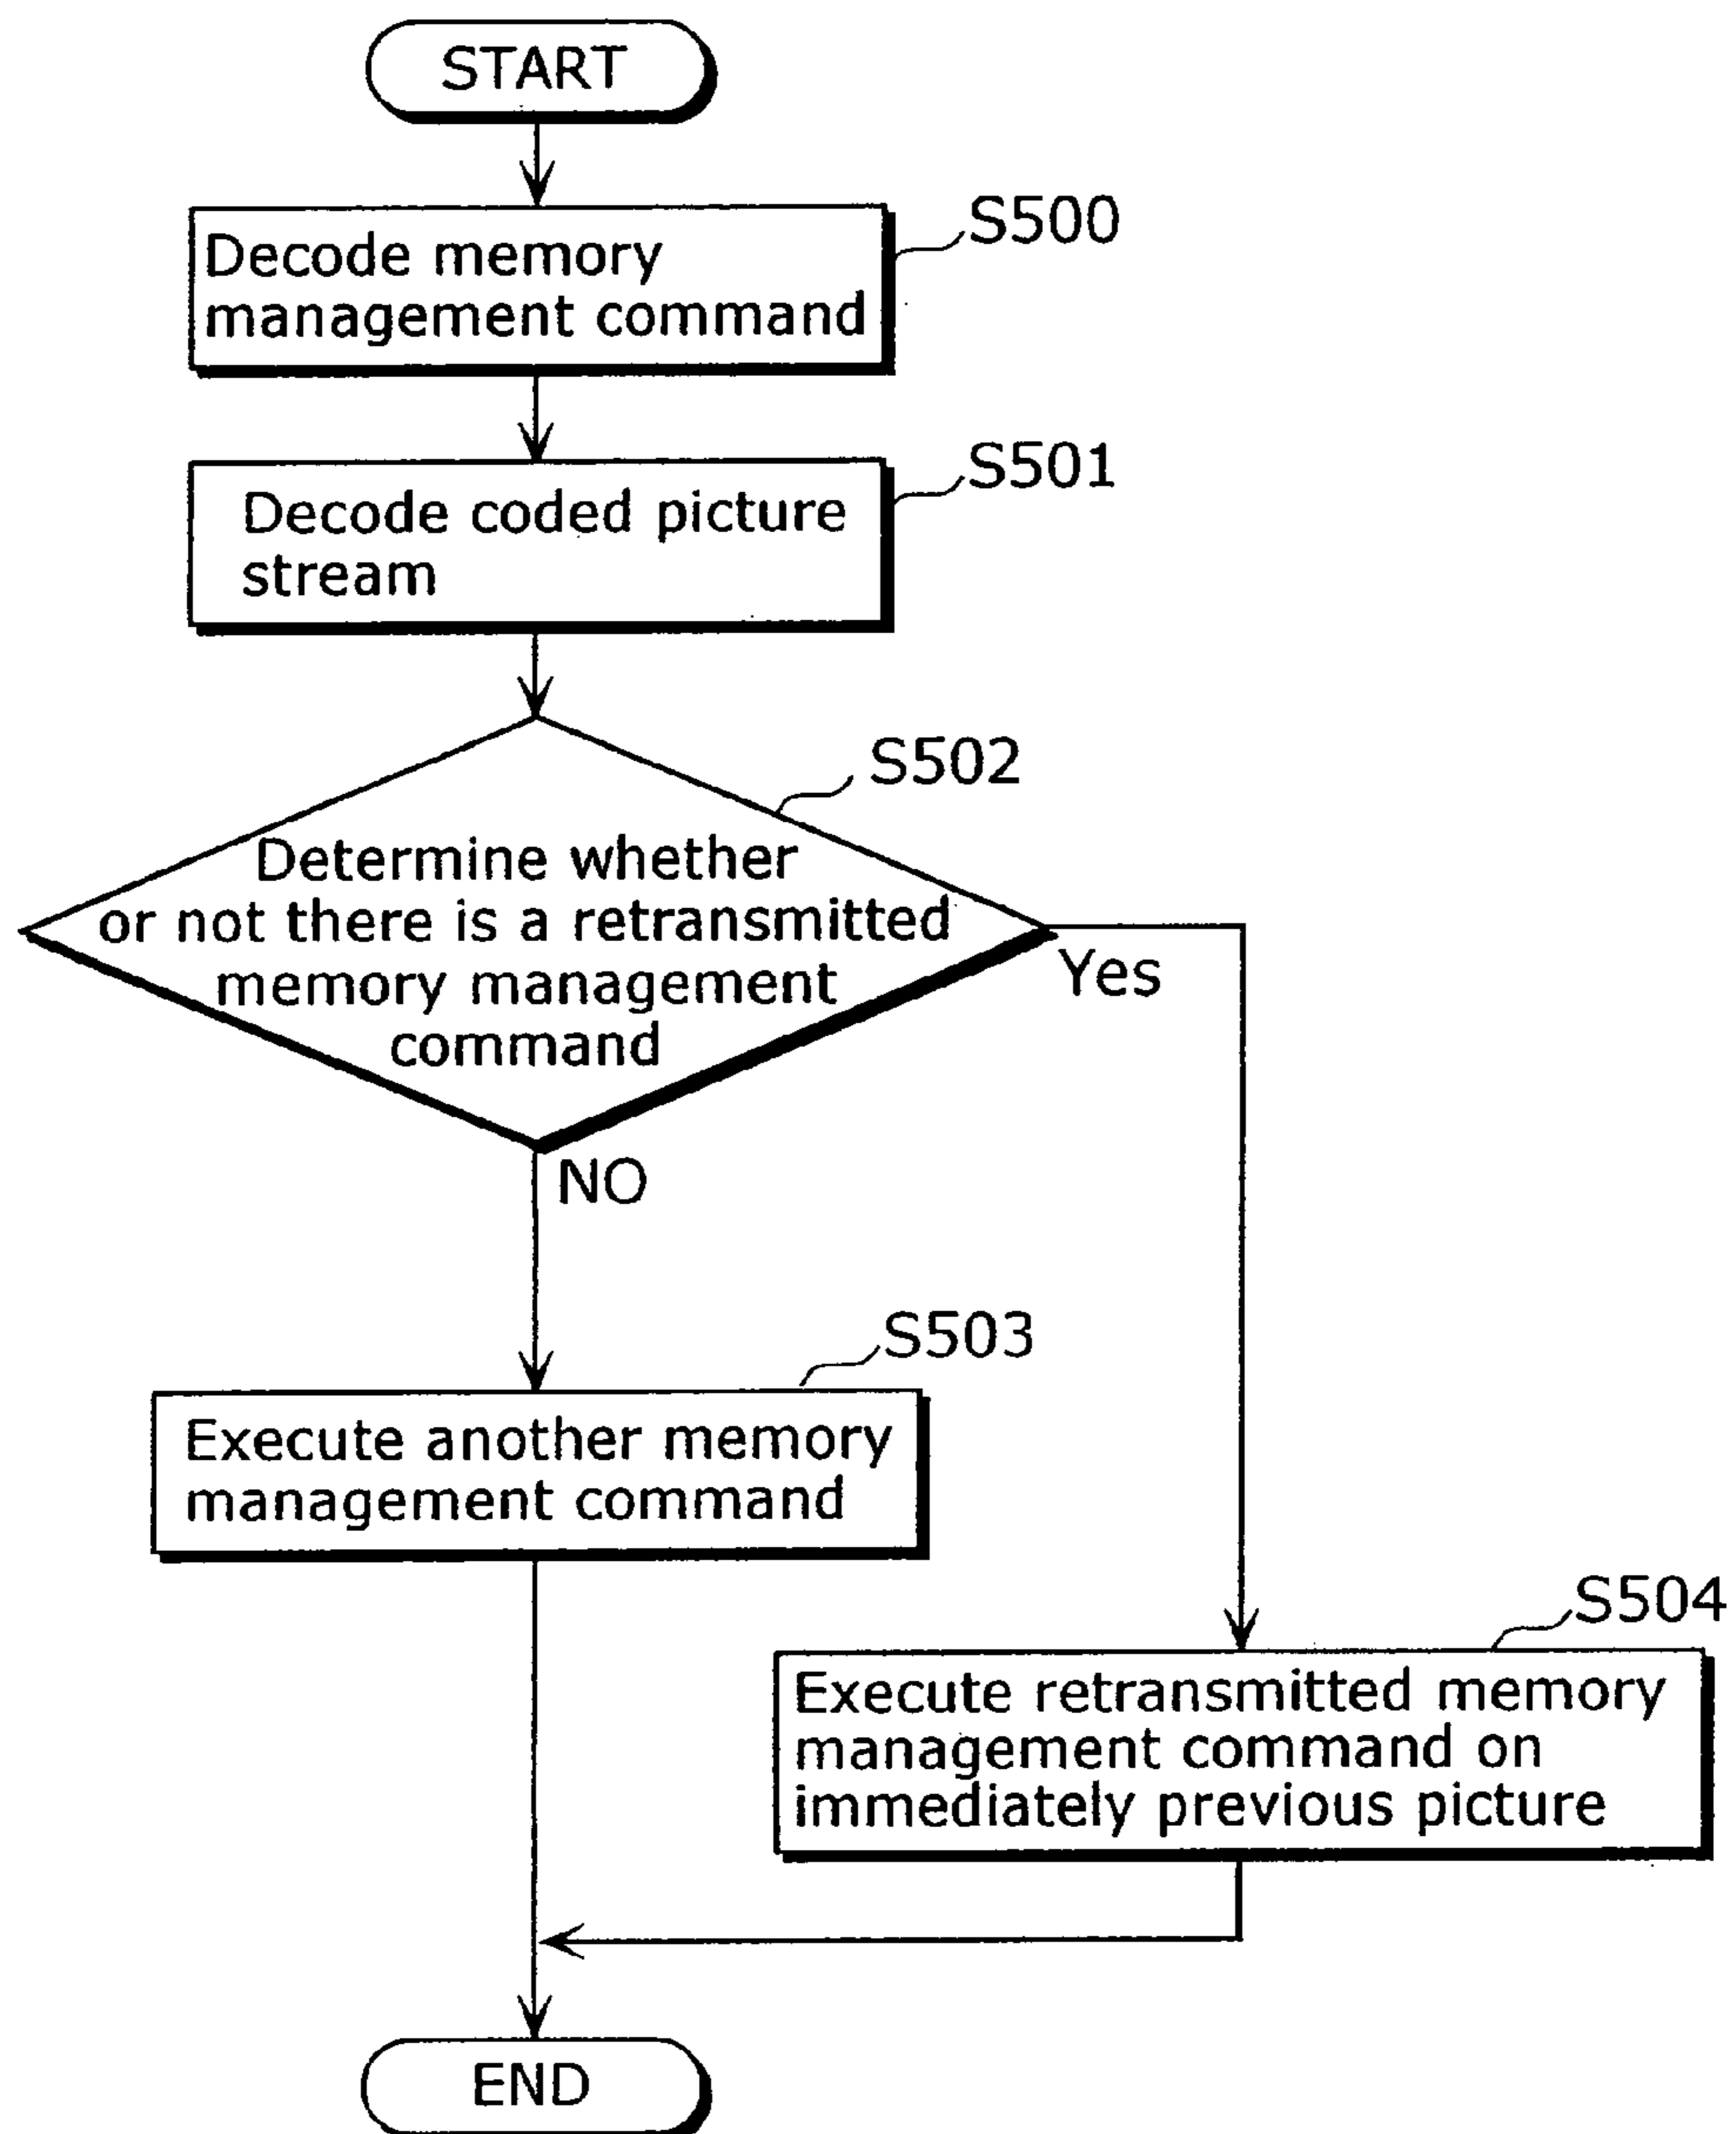 START
S500
Decode memory
management command
S501
Decode coded picture
stream
S502
Determine whether
or not there is a retransmitted
memory management
command
Yes
NO
S503
Execute another memory
management command
S504
Execute retransmitted memory
management command on
immediately previous picture
END